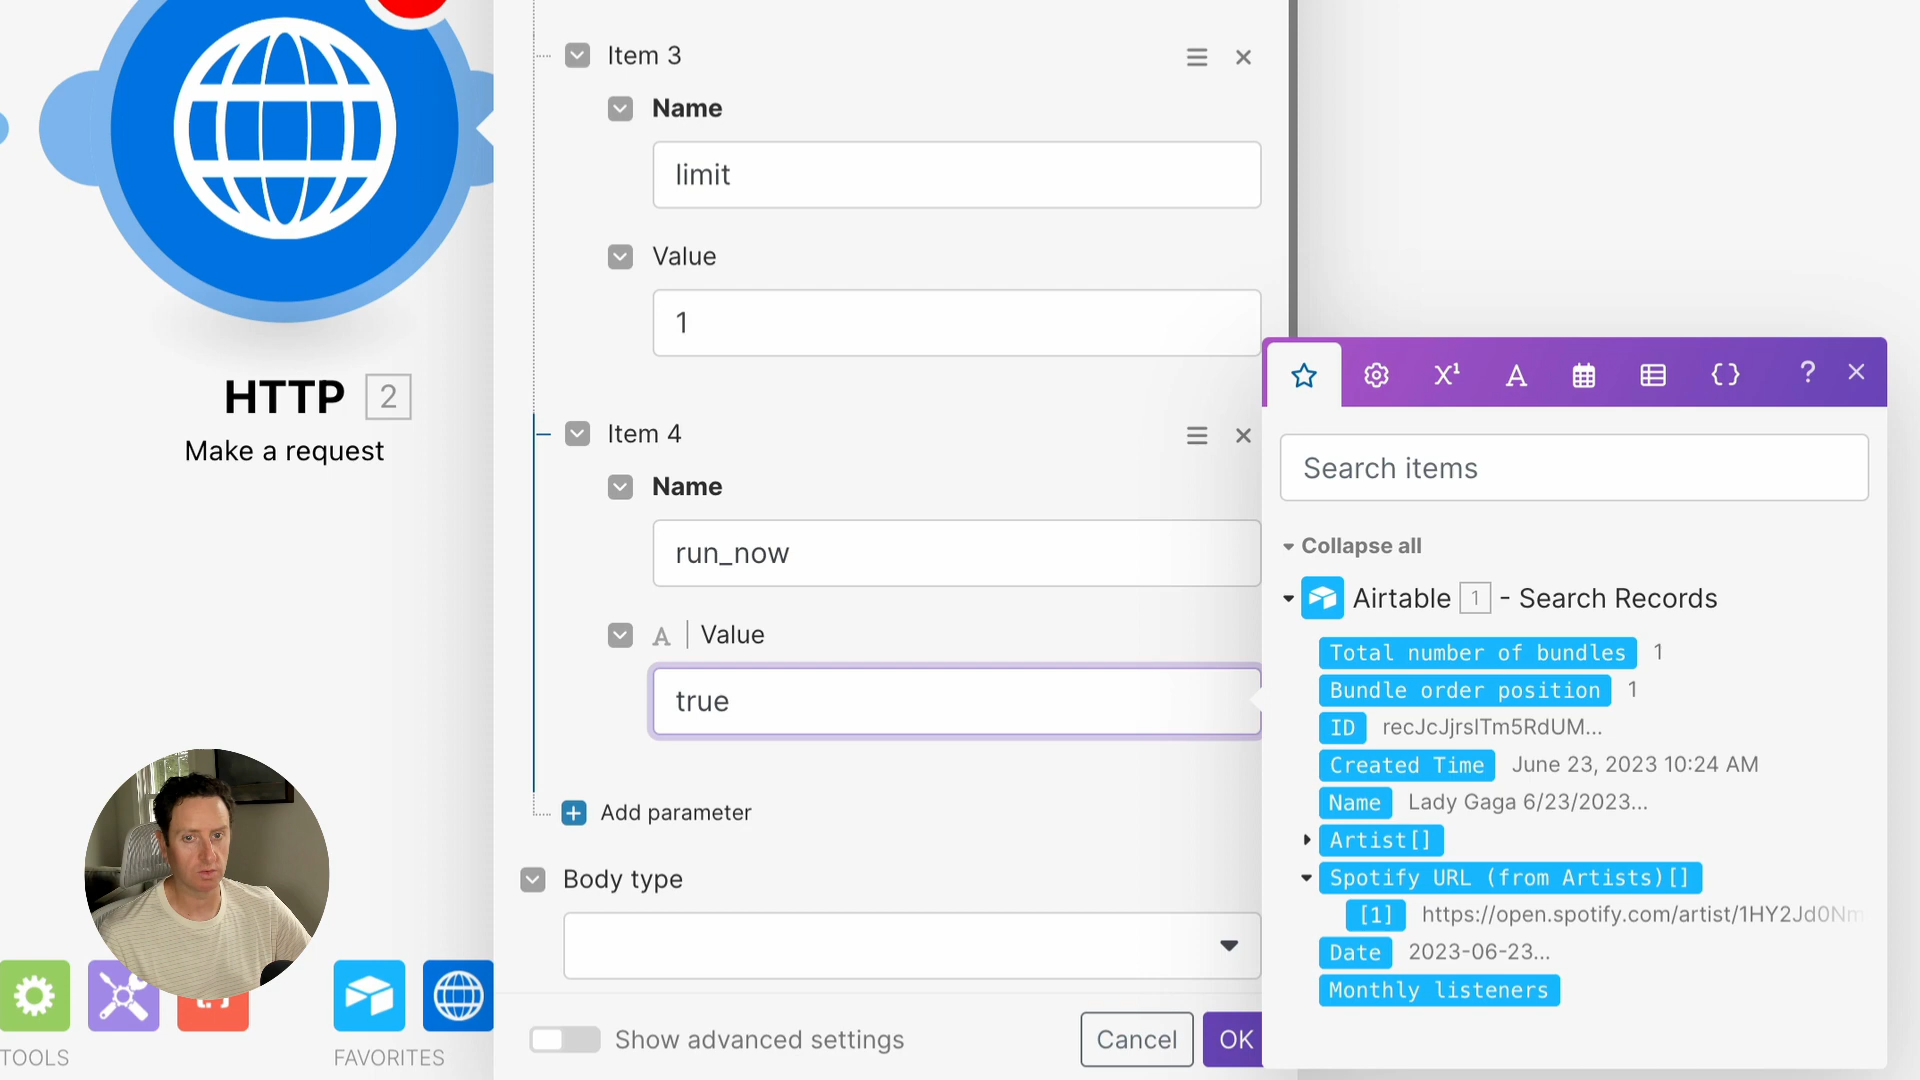 Item 3
Name
limit
Value
1
HTTP 2
Make a request
Item 4
Name
run_now
A | Value
true
Add parameter
Body type
Show advanced settings
Cancel
OK
TOOLS
FAVORITES
X¹ A { } ?
Search items
Collapse all
Airtable 1 - Search Records
Total number of bundles 1
Bundle order position 1
ID recJcJjrslTm5RdUM...
Created Time June 23, 2023 10:24 AM
Name Lady Gaga 6/23/2023...
Artist[]
Spotify URL (from Artists)[]
[1] https://open.spotify.com/artist/1HY2Jd0Nm
Date 2023-06-23...
Monthly listeners